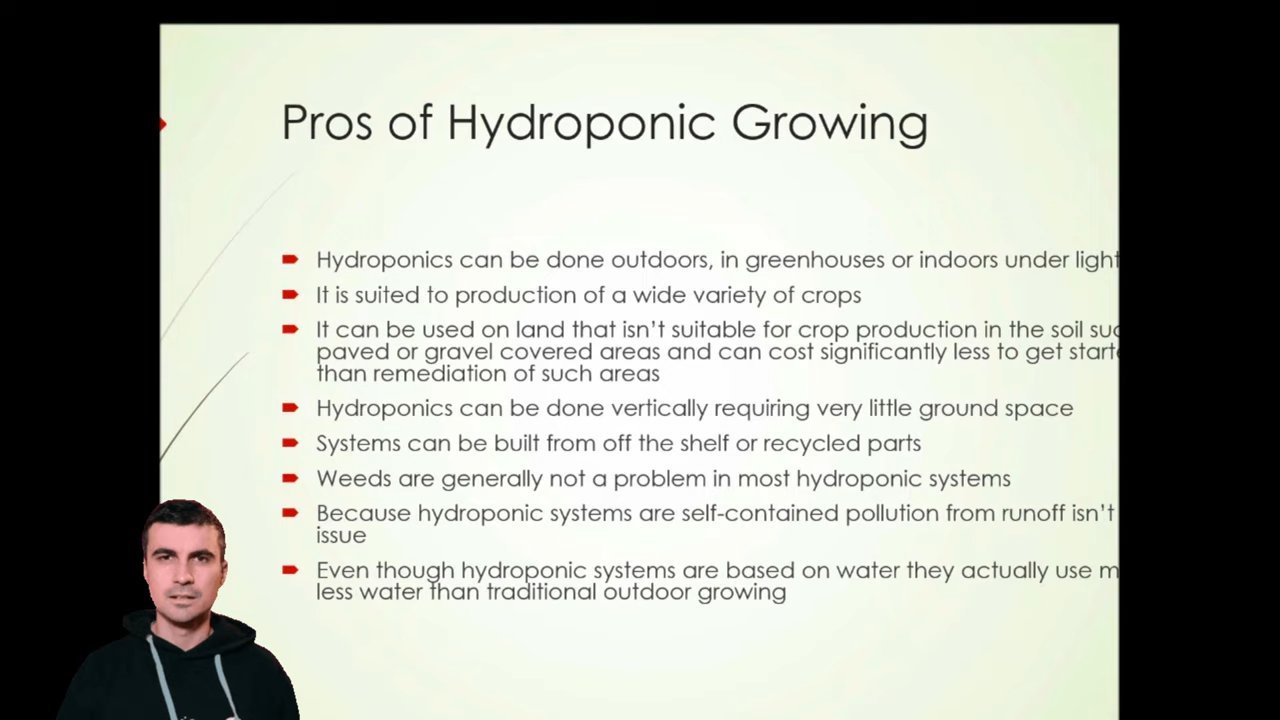 Pros of Hydroponic Growing
Hydroponics can be done outdoors, in greenhouses or indoors under light
It is suited to production of a wide variety of crops
It can be used on land that isn't suitable for crop production in the soil
paved or gravel covered areas and can cost significantly less to get
than remediation of such areas
Hydroponics can be done vertically requiring very little ground space
Systems can be built from off the shelf or recycled parts
Weeds are generally not a problem in most hydroponic systems
Because hydroponic systems are self-contained pollution from runoff isn't
issue
Even though hydroponic systems are based on water they actually use
less water than traditional outdoor growing